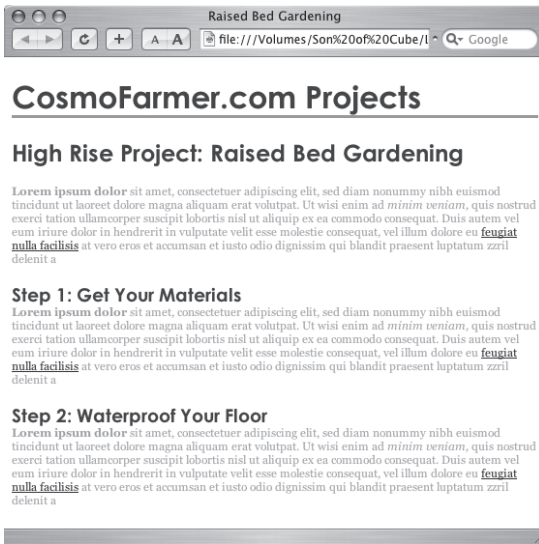 Raised Bed Gardening
A A file:///Volumes/Son%20of%20Cube/L Google
CosmoFarmer.com Projects
High Rise Project: Raised Bed Gardening
Lorem ipsum dolor sit amet, consectetuer adipiscing elit, sed diam nonummy nibh euismod
tincidunt ut laoreet dolore magna aliquam erat volutpat. Ut wisi enim ad minim veniam, quis nostrud
exerci tation ullamcorper suscipit lobortis nisl ut aliquip ex ea commodo consequat. Duis autem vel
eum iriure dolor in hendrerit in vulputate velit esse molestie consequat, vel illum dolore eu feugiat
nulla facilisis at vero eros et accumsan et iusto odio dignissim qui blandit praesent luptatum zzril
delenit a
Step 1: Get Your Materials
Lorem ipsum dolor sit amet, consectetuer adipiscing elit, sed diam nonummy nibh euismod
tincidunt ut laoreet dolore magna aliquam erat volutpat. Ut wisi enim ad minim veniam, quis nostrud
exerci tation ullamcorper suscipit lobortis nisl ut aliquip ex ea commodo consequat. Duis autem vel
eum iriure dolor in hendrerit in vulputate velit esse molestie consequat, vel illum dolore eu feugiat
nulla facilisis at vero eros et accumsan et iusto odio dignissim qui blandit praesent luptatum zzril
delenit a
Step 2: Waterproof Your Floor
Lorem ipsum dolor sit amet, consectetuer adipiscing elit, sed diam nonummy nibh euismod
tincidunt ut laoreet dolore magna aliquam erat volutpat. Ut wisi enim ad minim veniam, quis nostrud
exerci tation ullamcorper suscipit lobortis nisl ut aliquip ex ea commodo consequat. Duis autem vel
eum iriure dolor in hendrerit in vulputate velit esse molestie consequat, vel illum dolore eu feugiat
nulla facilisis at vero eros et accumsan et iusto odio dignissim qui blandit praesent luptatum zzril
delenit a